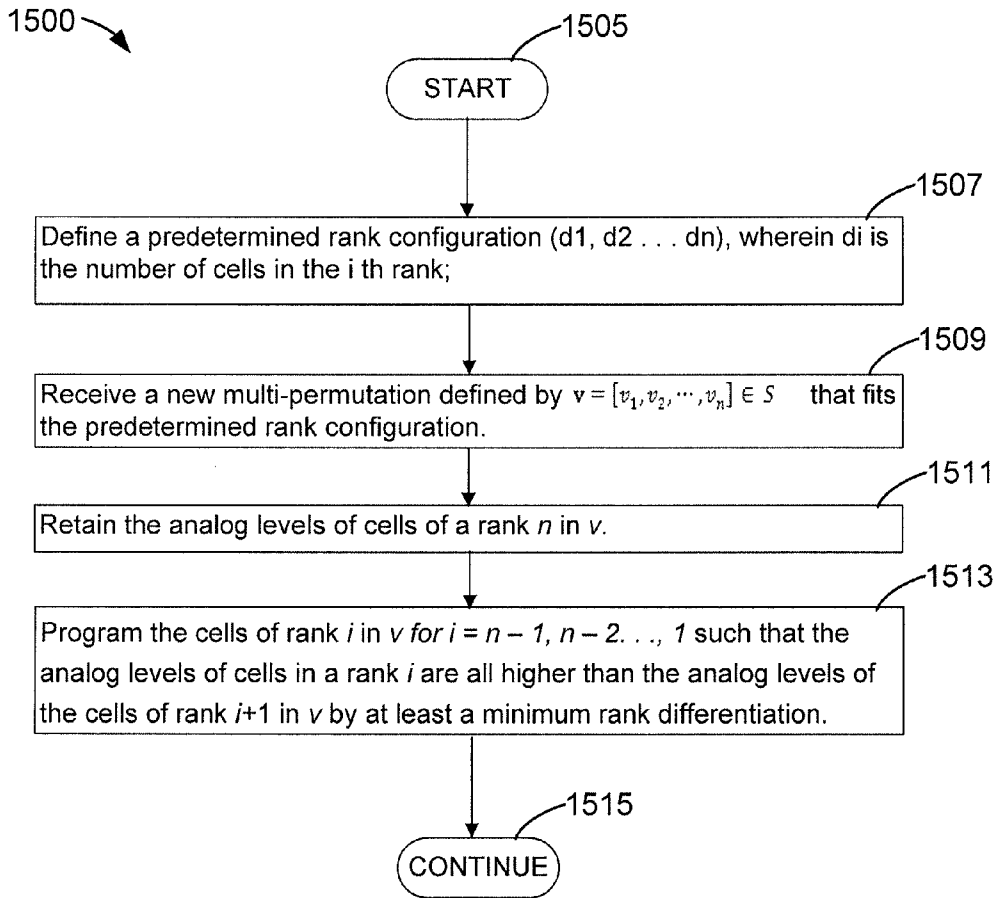 1500
1505
START
1507
Define a predetermined rank configuration (d1, d2 . . . dn), wherein di is
the number of cells in the i th rank;
1509
Receive a new multi-permutation defined by v = [v₁,v₂,⋯,vₙ] ∈ S that fits
the predetermined rank configuration.
1511
Retain the analog levels of cells of a rank n in v.
1513
Program the cells of rank i in v for i = n – 1, n – 2. . ., 1 such that the
analog levels of cells in a rank i are all higher than the analog levels of
the cells of rank i+1 in v by at least a minimum rank differentiation.
1515
CONTINUE